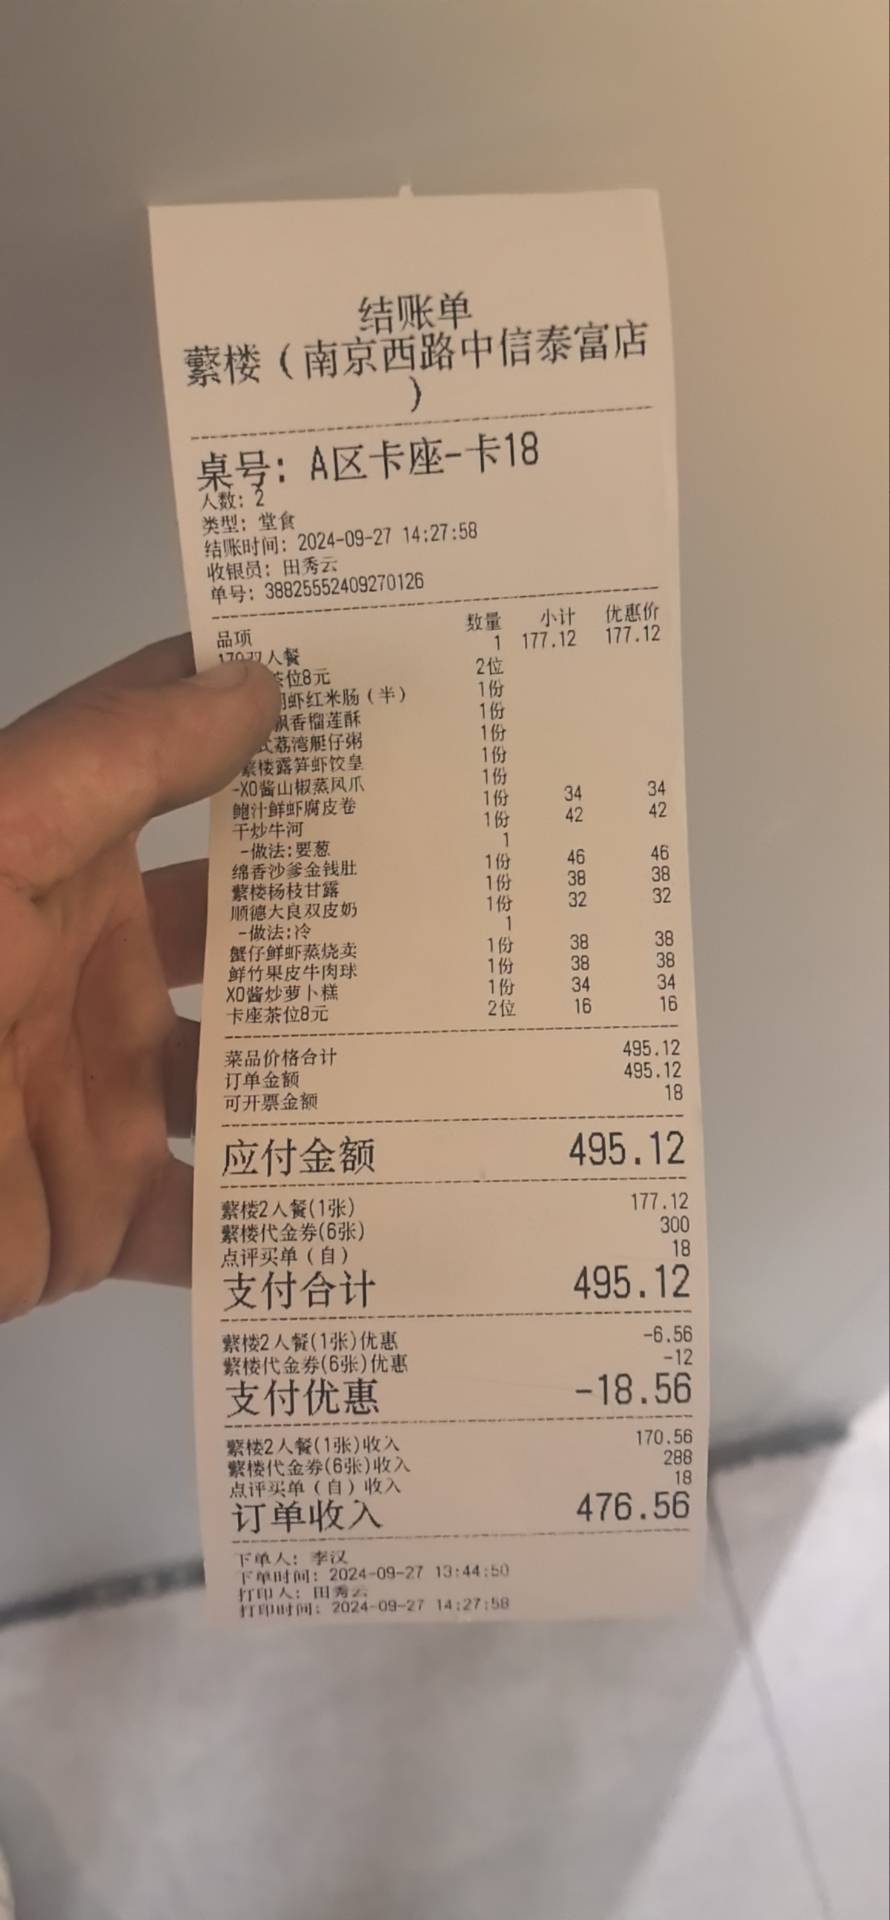 结账单
蘩楼（南京西路中信泰富店
）
桌号: A区卡座-卡18
人数: 2
类型: 堂食
结账时间: 2024-09-27 14:27:58
收银员: 田秀云
单号: 38825552409270126
品项 数量 小计 优惠价
双人餐 1 177.12 177.12
茶位8元 2位
虾红米肠（半） 1份
飘香榴莲酥 1份
式荔湾艇仔粥 1份
蘩楼露笋虾饺皇 1份
-XO酱山椒蒸凤爪 1份
鲍汁鲜虾腐皮卷 1份 34 34
干炒牛河 1份 42 42
-做法:要葱 1
绵香沙爹金钱肚 1份 46 46
蘩楼杨枝甘露 1份 38 38
顺德大良双皮奶 1份 32 32
-做法:冷 1
蟹仔鲜虾蒸烧卖 1份 38 38
鲜竹果皮牛肉球 1份 38 38
XO酱炒萝卜糕 1份 34 34
卡座茶位8元 2位 16 16
菜品价格合计 495.12
订单金额 495.12
可开票金额 18
应付金额 495.12
蘩楼2人餐(1张) 177.12
蘩楼代金券(6张) 300
点评买单（自） 18
支付合计 495.12
蘩楼2人餐(1张)优惠 -6.56
蘩楼代金券(6张)优惠 -12
支付优惠 -18.56
蘩楼2人餐(1张)收入 170.56
蘩楼代金券(6张)收入 288
点评买单（自）收入 18
订单收入 476.56
下单人: 李汉
下单时间: 2024-09-27 13:44:50
打印人: 田秀云
打印时间: 2024-09-27 14:27:58